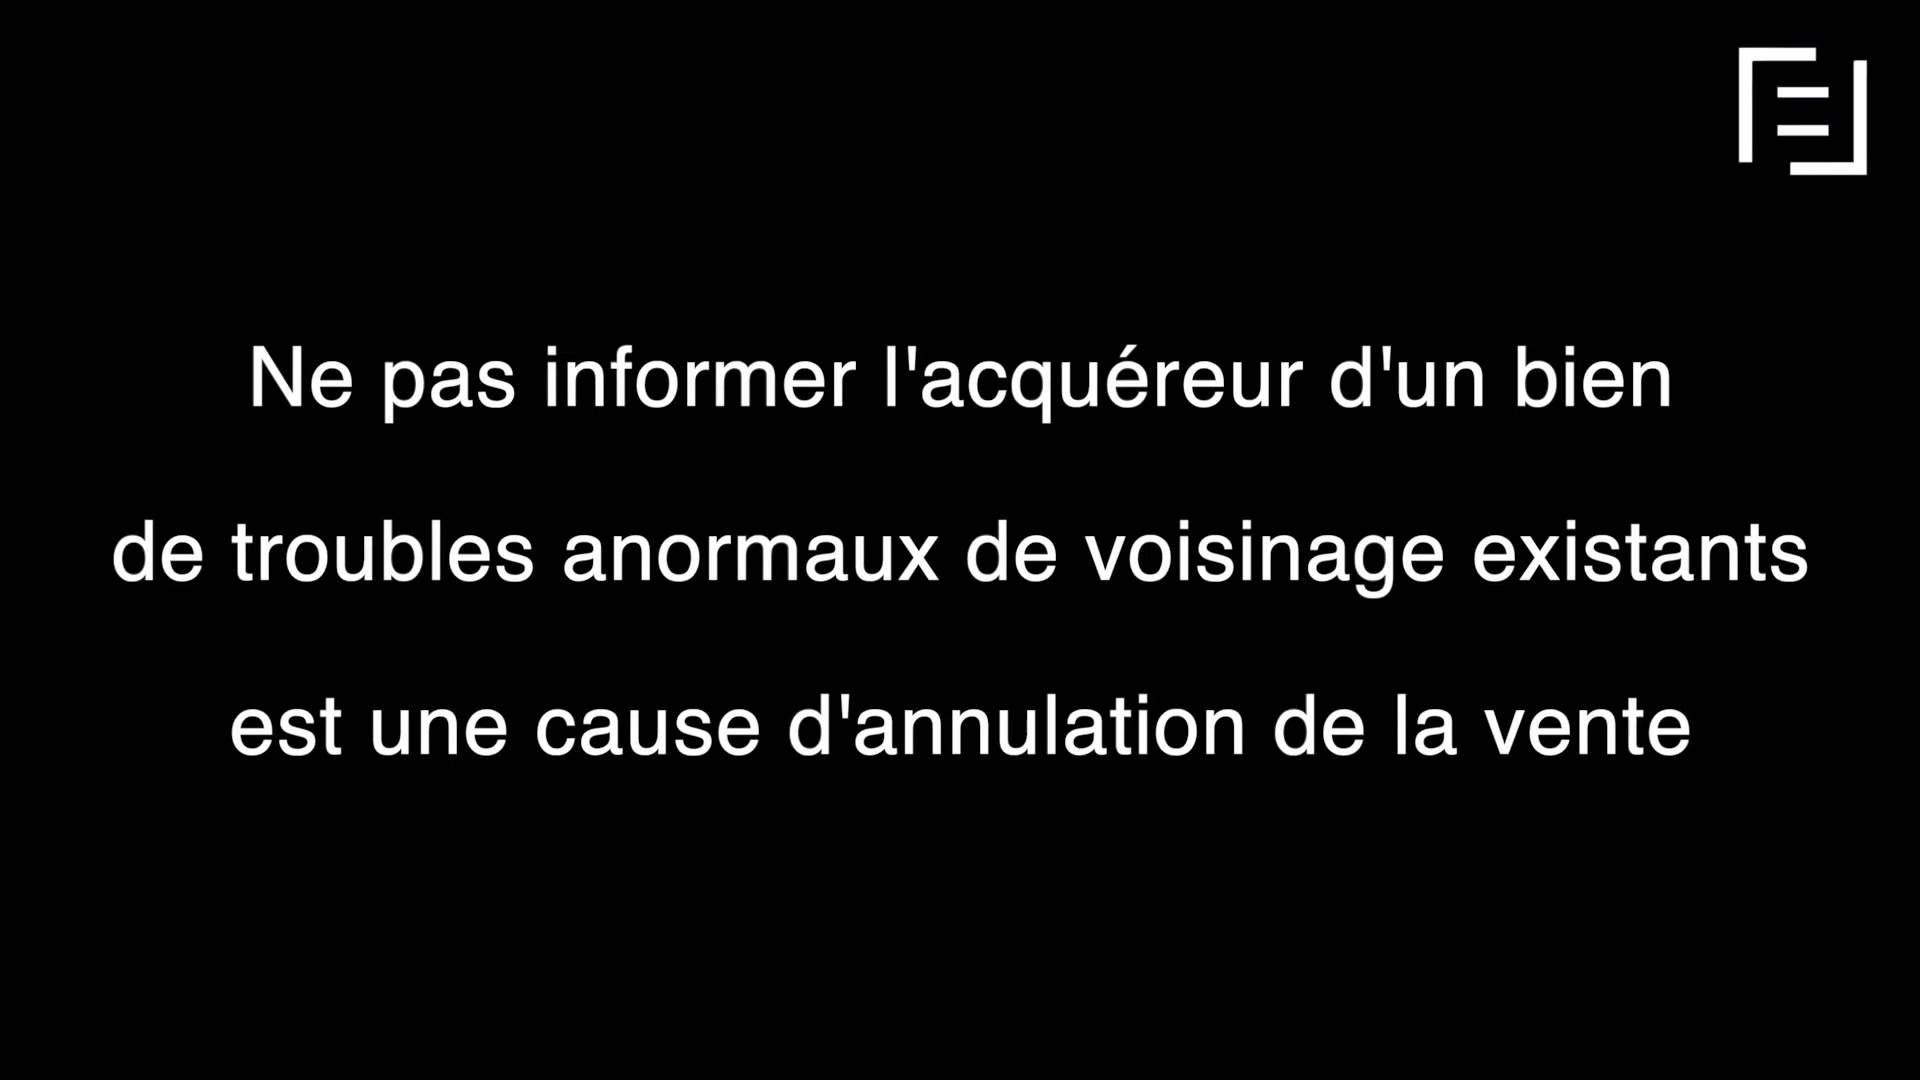 Ne pas informer l'acquéreur d'un bien
de troubles anormaux de voisinage existants
est une cause d'annulation de la vente